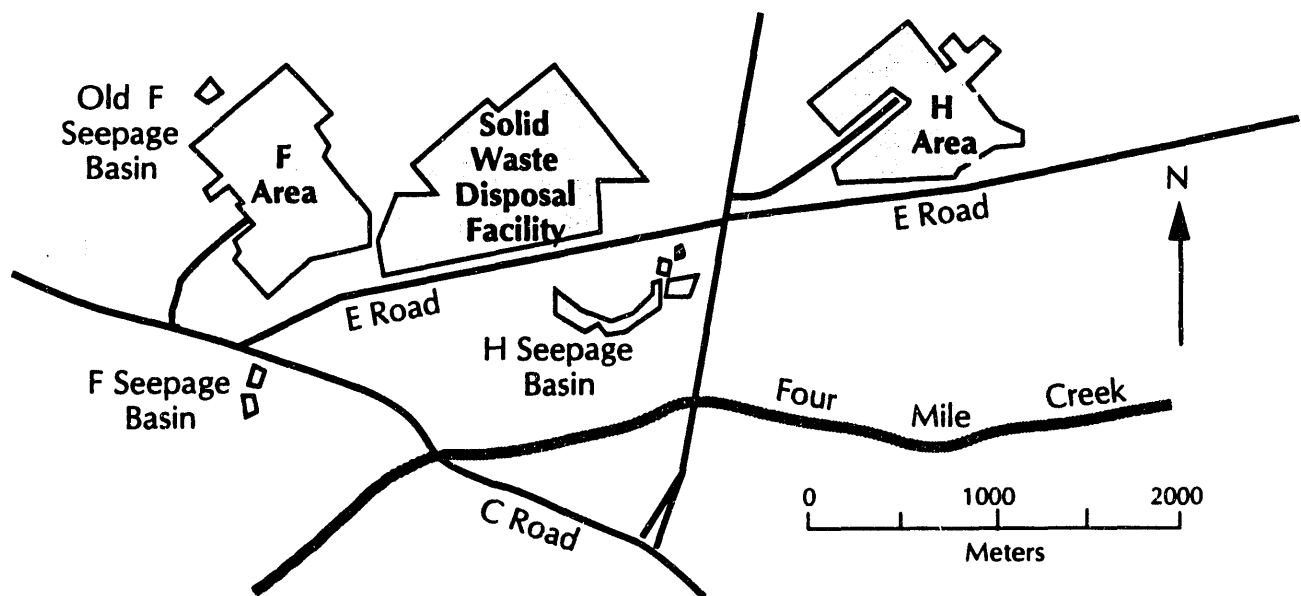 Old F
Seepage
Basin
F
Area
Solid
Waste
Disposal
Facility
H
Area
E Road
N
E Road
H Seepage
Basin
F Seepage
Basin
Four Mile Creek
C Road
0 1000 2000
Meters